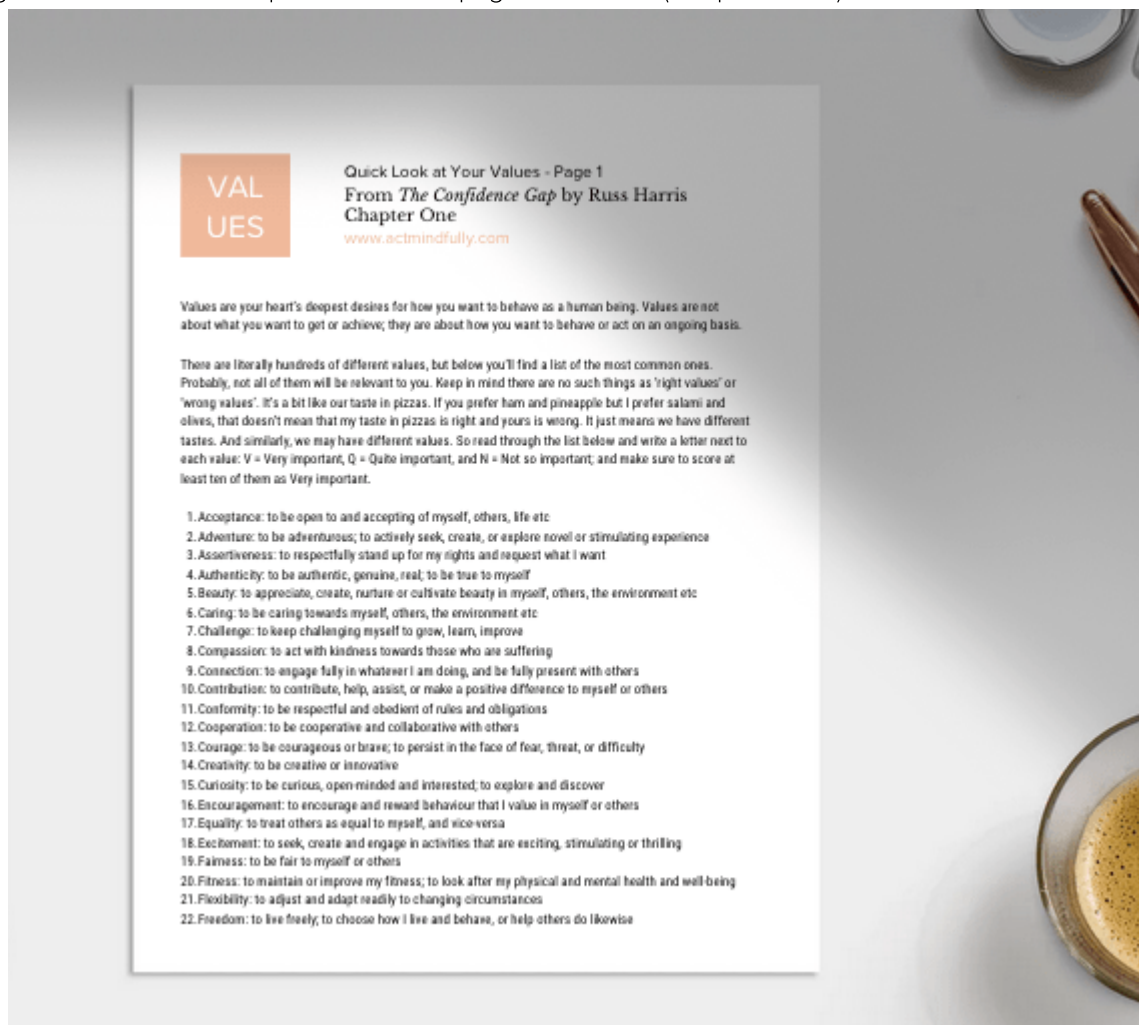 VAL
UES
Quick Look at Your Values - Page 1
From The Confidence Gap by Russ Harris
Chapter One
www.actmindfully.com
Values are your heart's deepest desires for how you want to behave as a human being. Values are not
about what you want to get or achieve; they are about how you want to behave or act on an ongoing basis.
There are literally hundreds of different values, but below you'll find a list of the most common ones.
Probably, not all of them will be relevant to you. Keep in mind there are no such things as 'right values' or
'wrong values'. It's a bit like our taste in pizzas. If you prefer ham and pineapple but I prefer salami and
olives, that doesn't mean that my taste in pizzas is right and yours is wrong. It just means we have different
tastes. And similarly, we may have different values. So read through the list below and write a letter next to
each value: V = Very important, Q = Quite important, and N = Not so important; and make sure to score at
least ten of them as Very important.
1. Acceptance: to be open to and accepting of myself, others, life etc
2. Adventure: to be adventurous; to actively seek, create, or explore novel or stimulating experience
3. Assertiveness: to respectfully stand up for my rights and request what I want
4. Authenticity: to be authentic, genuine, real; to be true to myself
5. Beauty: to appreciate, create, nurture or cultivate beauty in myself, others, the environment etc
6. Caring: to be caring towards myself, others, the environment etc
7. Challenge: to keep challenging myself to grow, learn, improve
8. Compassion: to act with kindness towards those who are suffering
9. Connection: to engage fully in whatever I am doing, and be fully present with others
10. Contribution: to contribute, help, assist, or make a positive difference to myself or others
11. Conformity: to be respectful and obedient of rules and obligations
12. Cooperation: to be cooperative and collaborative with others
13. Courage: to be courageous or brave; to persist in the face of fear, threat, or difficulty
14. Creativity: to be creative or innovative
15. Curiosity: to be curious, open-minded and interested; to explore and discover
16. Encouragement: to encourage and reward behaviour that I value in myself or others
17. Equality: to treat others as equal to myself, and vice-versa
18. Excitement: to seek, create and engage in activities that are exciting, stimulating or thrilling
19. Fairness: to be fair to myself or others
20. Fitness: to maintain or improve my fitness; to look after my physical and mental health and well-being
21. Flexibility: to adjust and adapt readily to changing circumstances
22. Freedom: to live freely; to choose how I live and behave, or help others do likewise